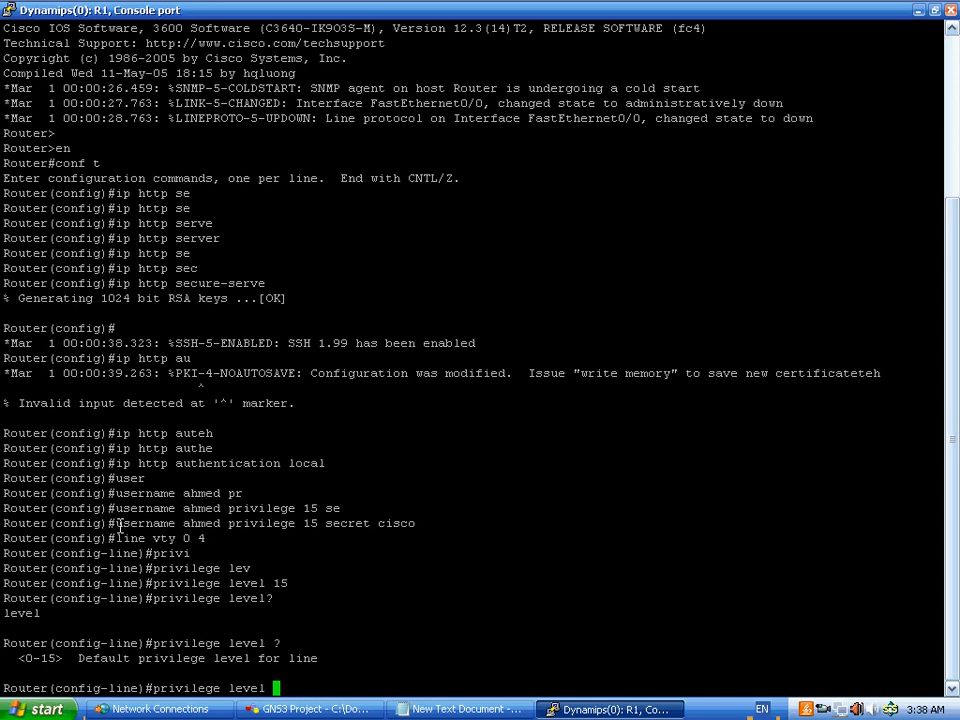 Dynamips(0): R1, Console port
Cisco IOS Software, 3600 Software (C3640-IK9O3S-M), Version 12.3(14)T2, RELEASE SOFTWARE (fc4)
Technical Support: http://www.cisco.com/techsupport
Copyright (c) 1986-2005 by Cisco Systems, Inc.
Compiled Wed 11-May-05 18:15 by hqluong
*Mar  1 00:00:26.459: %SNMP-5-COLDSTART: SNMP agent on host Router is undergoing a cold start
*Mar  1 00:00:27.763: %LINK-5-CHANGED: Interface FastEthernet0/0, changed state to administratively down
*Mar  1 00:00:28.763: %LINEPROTO-5-UPDOWN: Line protocol on Interface FastEthernet0/0, changed state to down
Router>
Router>en
Router#conf t
Enter configuration commands, one per line.  End with CNTL/Z.
Router(config)#ip http se
Router(config)#ip http se
Router(config)#ip http serve
Router(config)#ip http server
Router(config)#ip http se
Router(config)#ip http sec
Router(config)#ip http secure-serve
% Generating 1024 bit RSA keys ...[OK]
Router(config)#
*Mar  1 00:00:38.323: %SSH-5-ENABLED: SSH 1.99 has been enabled
Router(config)#ip http au
*Mar  1 00:00:39.263: %PKI-4-NOAUTOSAVE: Configuration was modified.  Issue "write memory" to save new certificateteh
^
% Invalid input detected at '^' marker.
Router(config)#ip http auteh
Router(config)#ip http authe
Router(config)#ip http authentication local
Router(config)#user
Router(config)#username ahmed pr
Router(config)#username ahmed privilege 15 se
Router(config)#username ahmed privilege 15 secret cisco
Router(config)#line vty 0 4
Router(config-line)#privi
Router(config-line)#privilege lev
Router(config-line)#privilege level 15
Router(config-line)#privilege level?
level
Router(config-line)#privilege level ?
<0-15>  Default privilege level for line
Router(config-line)#privilege level
start
Network Connections
GNS3 Project - C:\Do...
New Text Document -...
Dynamips(0): R1, Co...
EN
3:38 AM